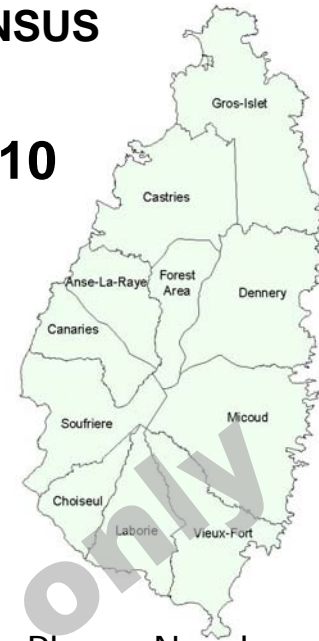 NSUS
10
Gros-Islet
Castries
Anse-La-Raye
Forest
Area
Dennery
Canaries
Soufriere
Micoud
Choiseul
Laborie
Vieux-Fort
only